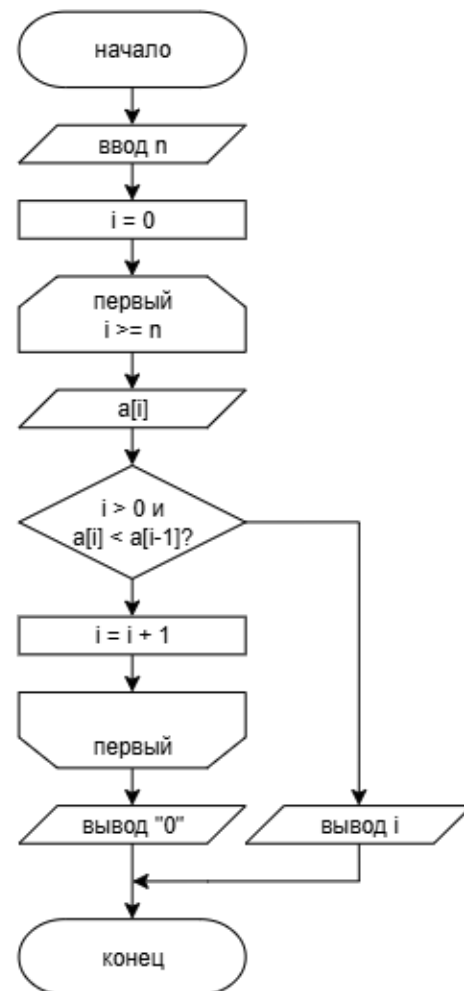 начало
ввод n
i = 0
первый
i >= n
a[i]
i > 0 и
a[i] < a[i-1]?
i = i + 1
первый
вывод "0"
вывод i
конец